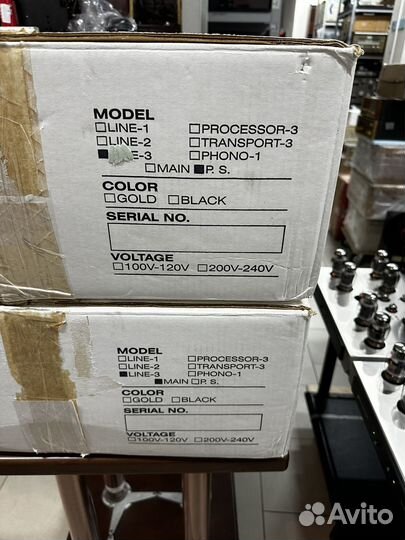 MODEL
☐LINE-1 ☐PROCESSOR-3
☐LINE-2 ☐TRANSPORT-3
■ E-3 ☐PHONO-1
☐MAIN ■P. S.
COLOR
☐GOLD ☐BLACK
SERIAL NO.
VOLTAGE
☐100V-120V ☐200V-240V
MODEL
☐LINE-1 ☐PROCESSOR-3
☐LINE-2 ☐TRANSPORT-3
■LINE-3 ☐PHONO-1
■MAIN ☐P. S.
COLOR
☐GOLD ☐BLACK
SERIAL NO.
VOLTAGE
☐100V-120V ☐200V-240V
Avito